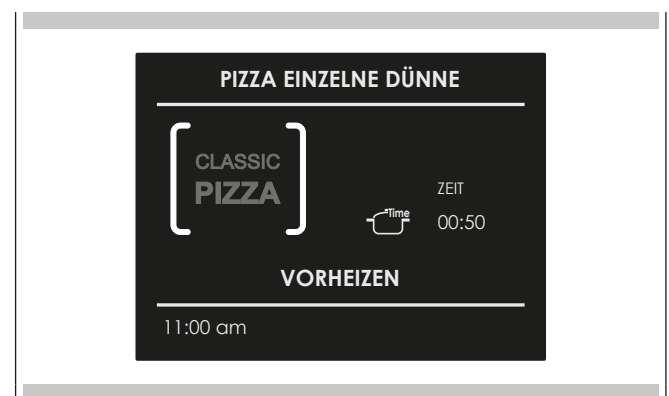 PIZZA EINZELNE DÜNNE
CLASSIC
PIZZA
ZEIT
Time
00:50
VORHEIZEN
11:00 am